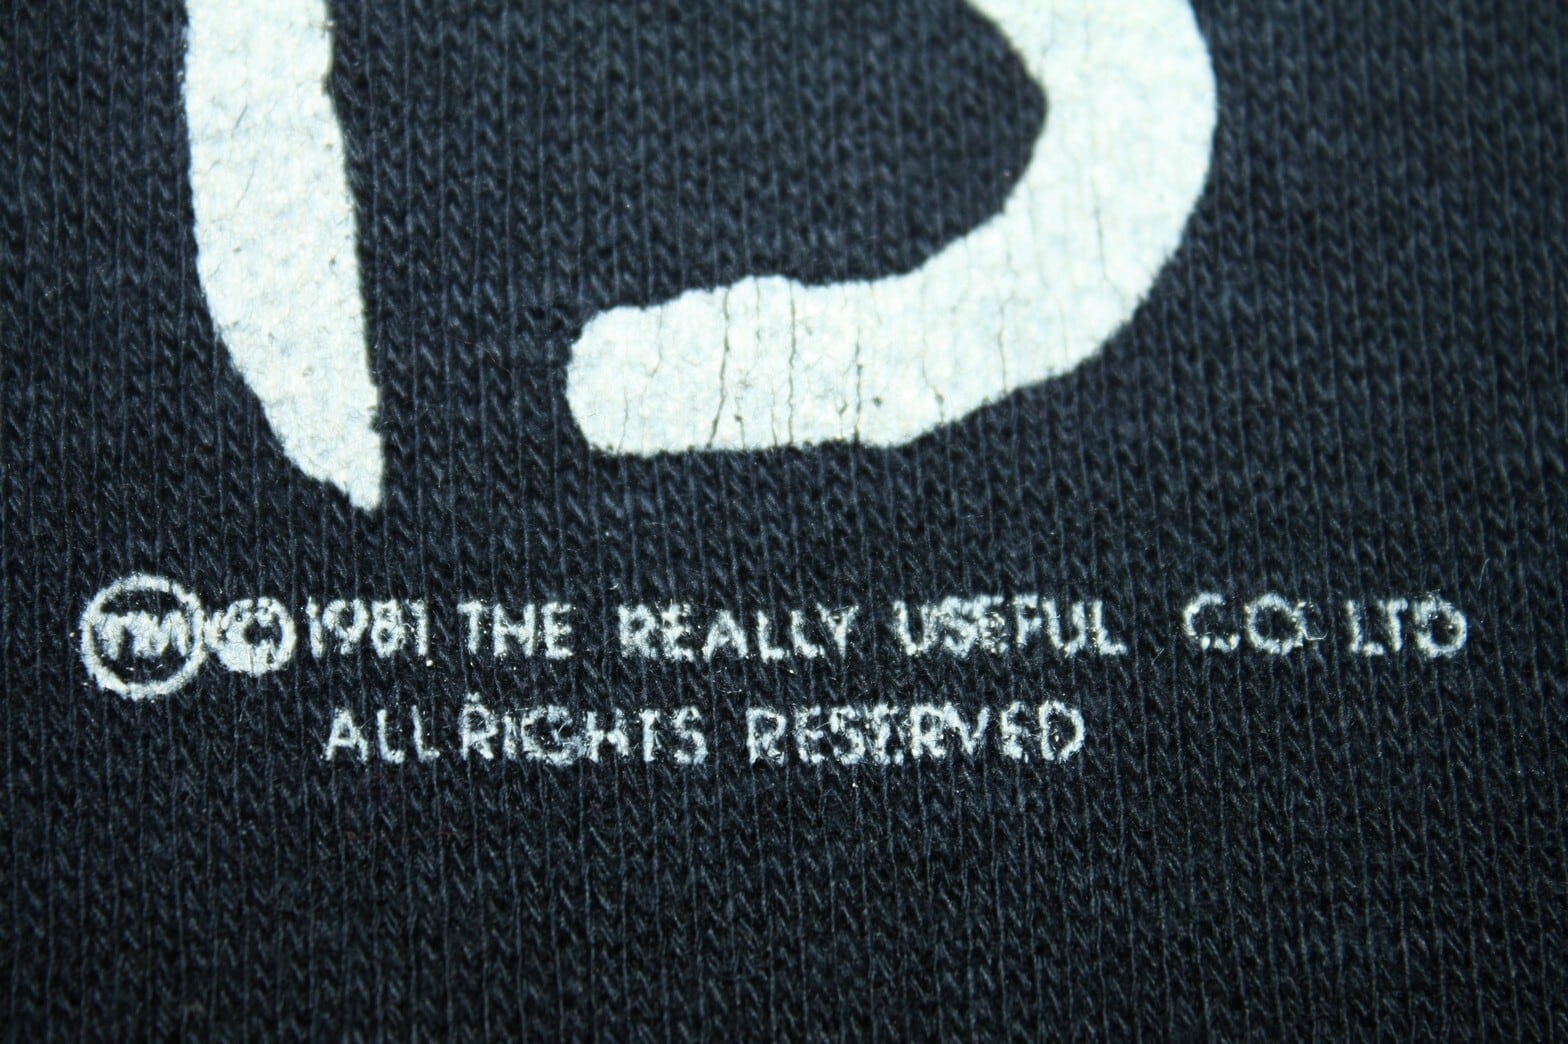 TM © 1981 THE REALLY USEFUL CO LTD
ALL RIGHTS RESERVED